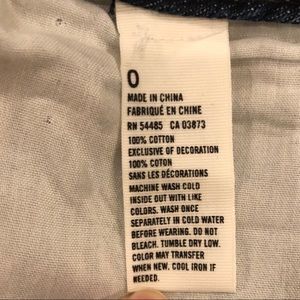 0
MADE IN CHINA
FABRIQUÉ EN CHINE
RN 54485 CA 03873
100% COTTON
EXCLUSIVE OF DECORATION
100% COTON
SANS LES DÉCORATIONS
MACHINE WASH COLD
INSIDE OUT WITH LIKE
COLORS. WASH ONCE
SEPARATELY IN COLD WATER
BEFORE WEARING. DO NOT
BLEACH. TUMBLE DRY LOW.
COLOR MAY TRANSFER
WHEN NEW. COOL IRON IF
NEEDED.